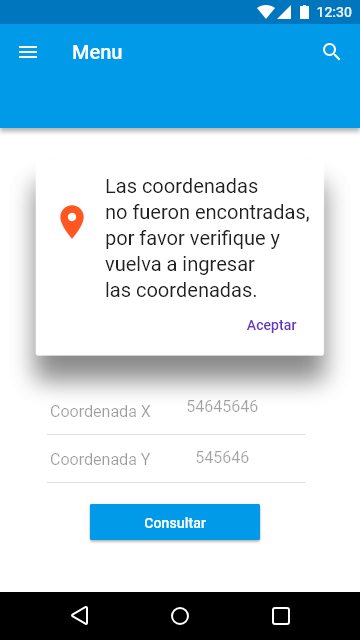 12:30
Menu
Las coordenadas
no fueron encontradas,
por favor verifique y
vuelva a ingresar
las coordenadas.
Aceptar
Coordenada X 54645646
Coordenada Y 545646
Consultar